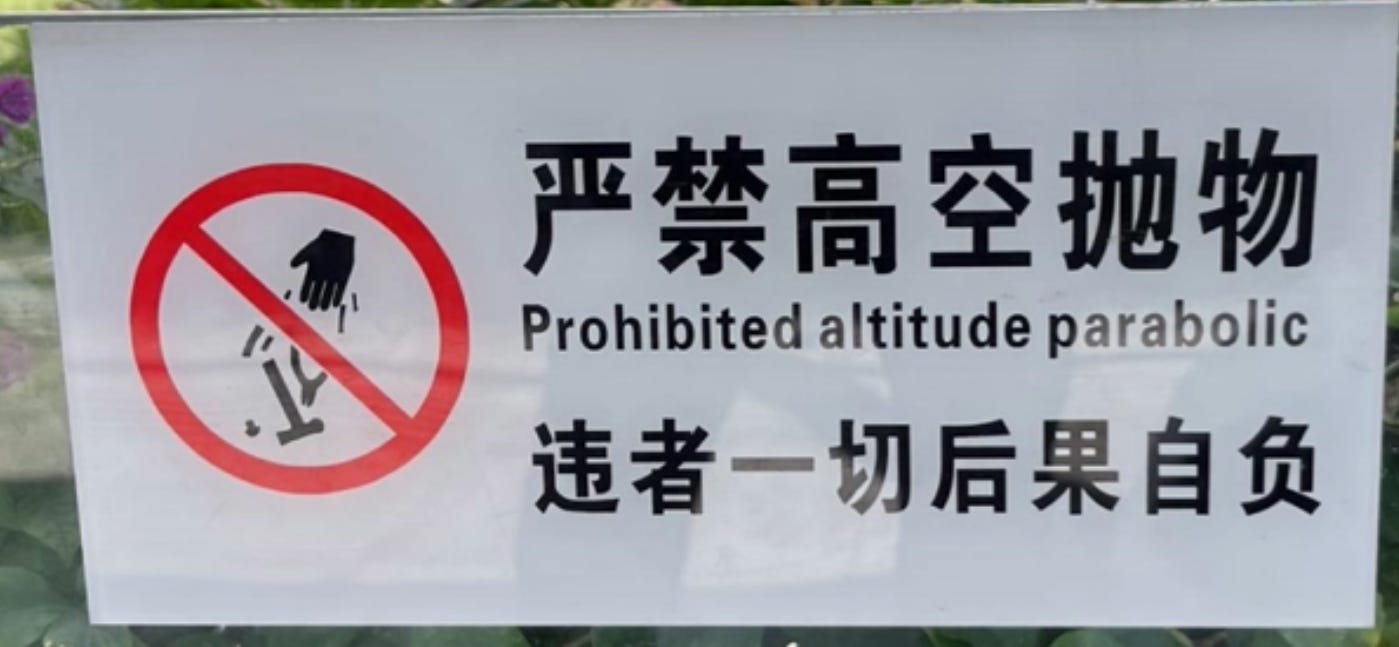 严禁高空抛物
Prohibited altitude parabolic
违者一切后果自负